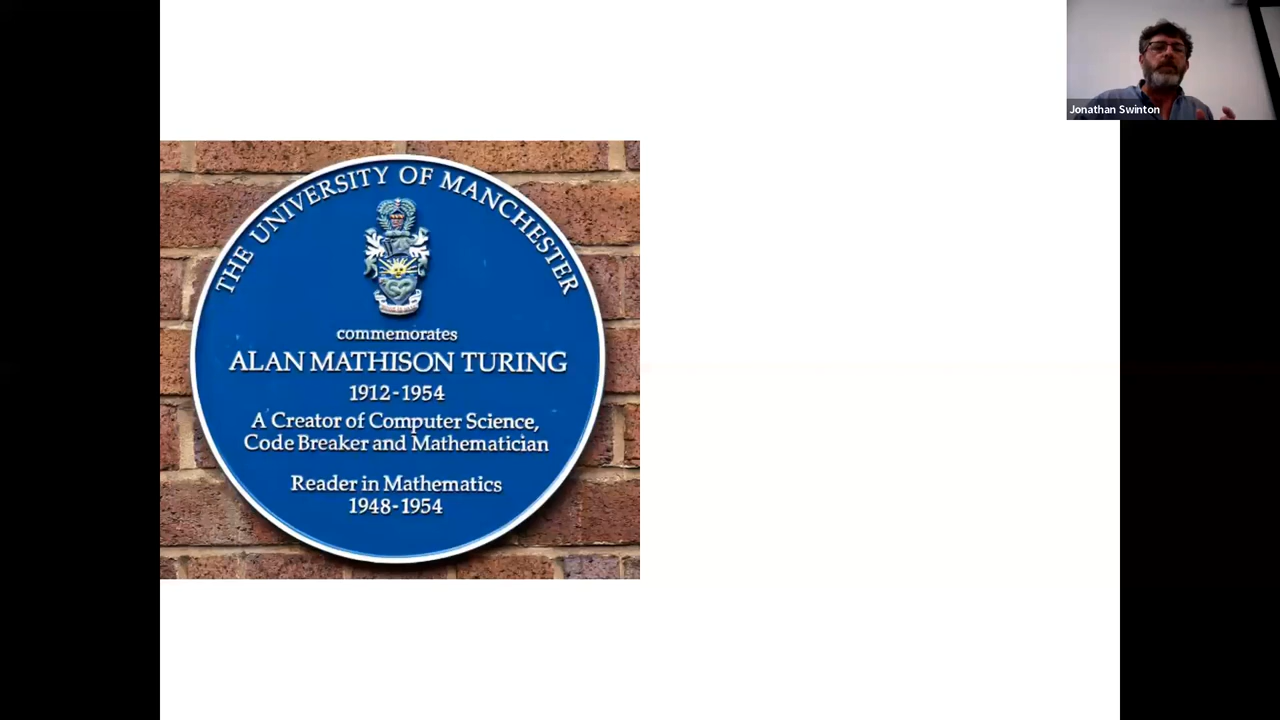 Jonathan Swinton
THE UNIVERSITY OF MANCHESTER
commemorates
ALAN MATHISON TURING
1912-1954
A Creator of Computer Science,
Code Breaker and Mathematician
Reader in Mathematics
1948-1954